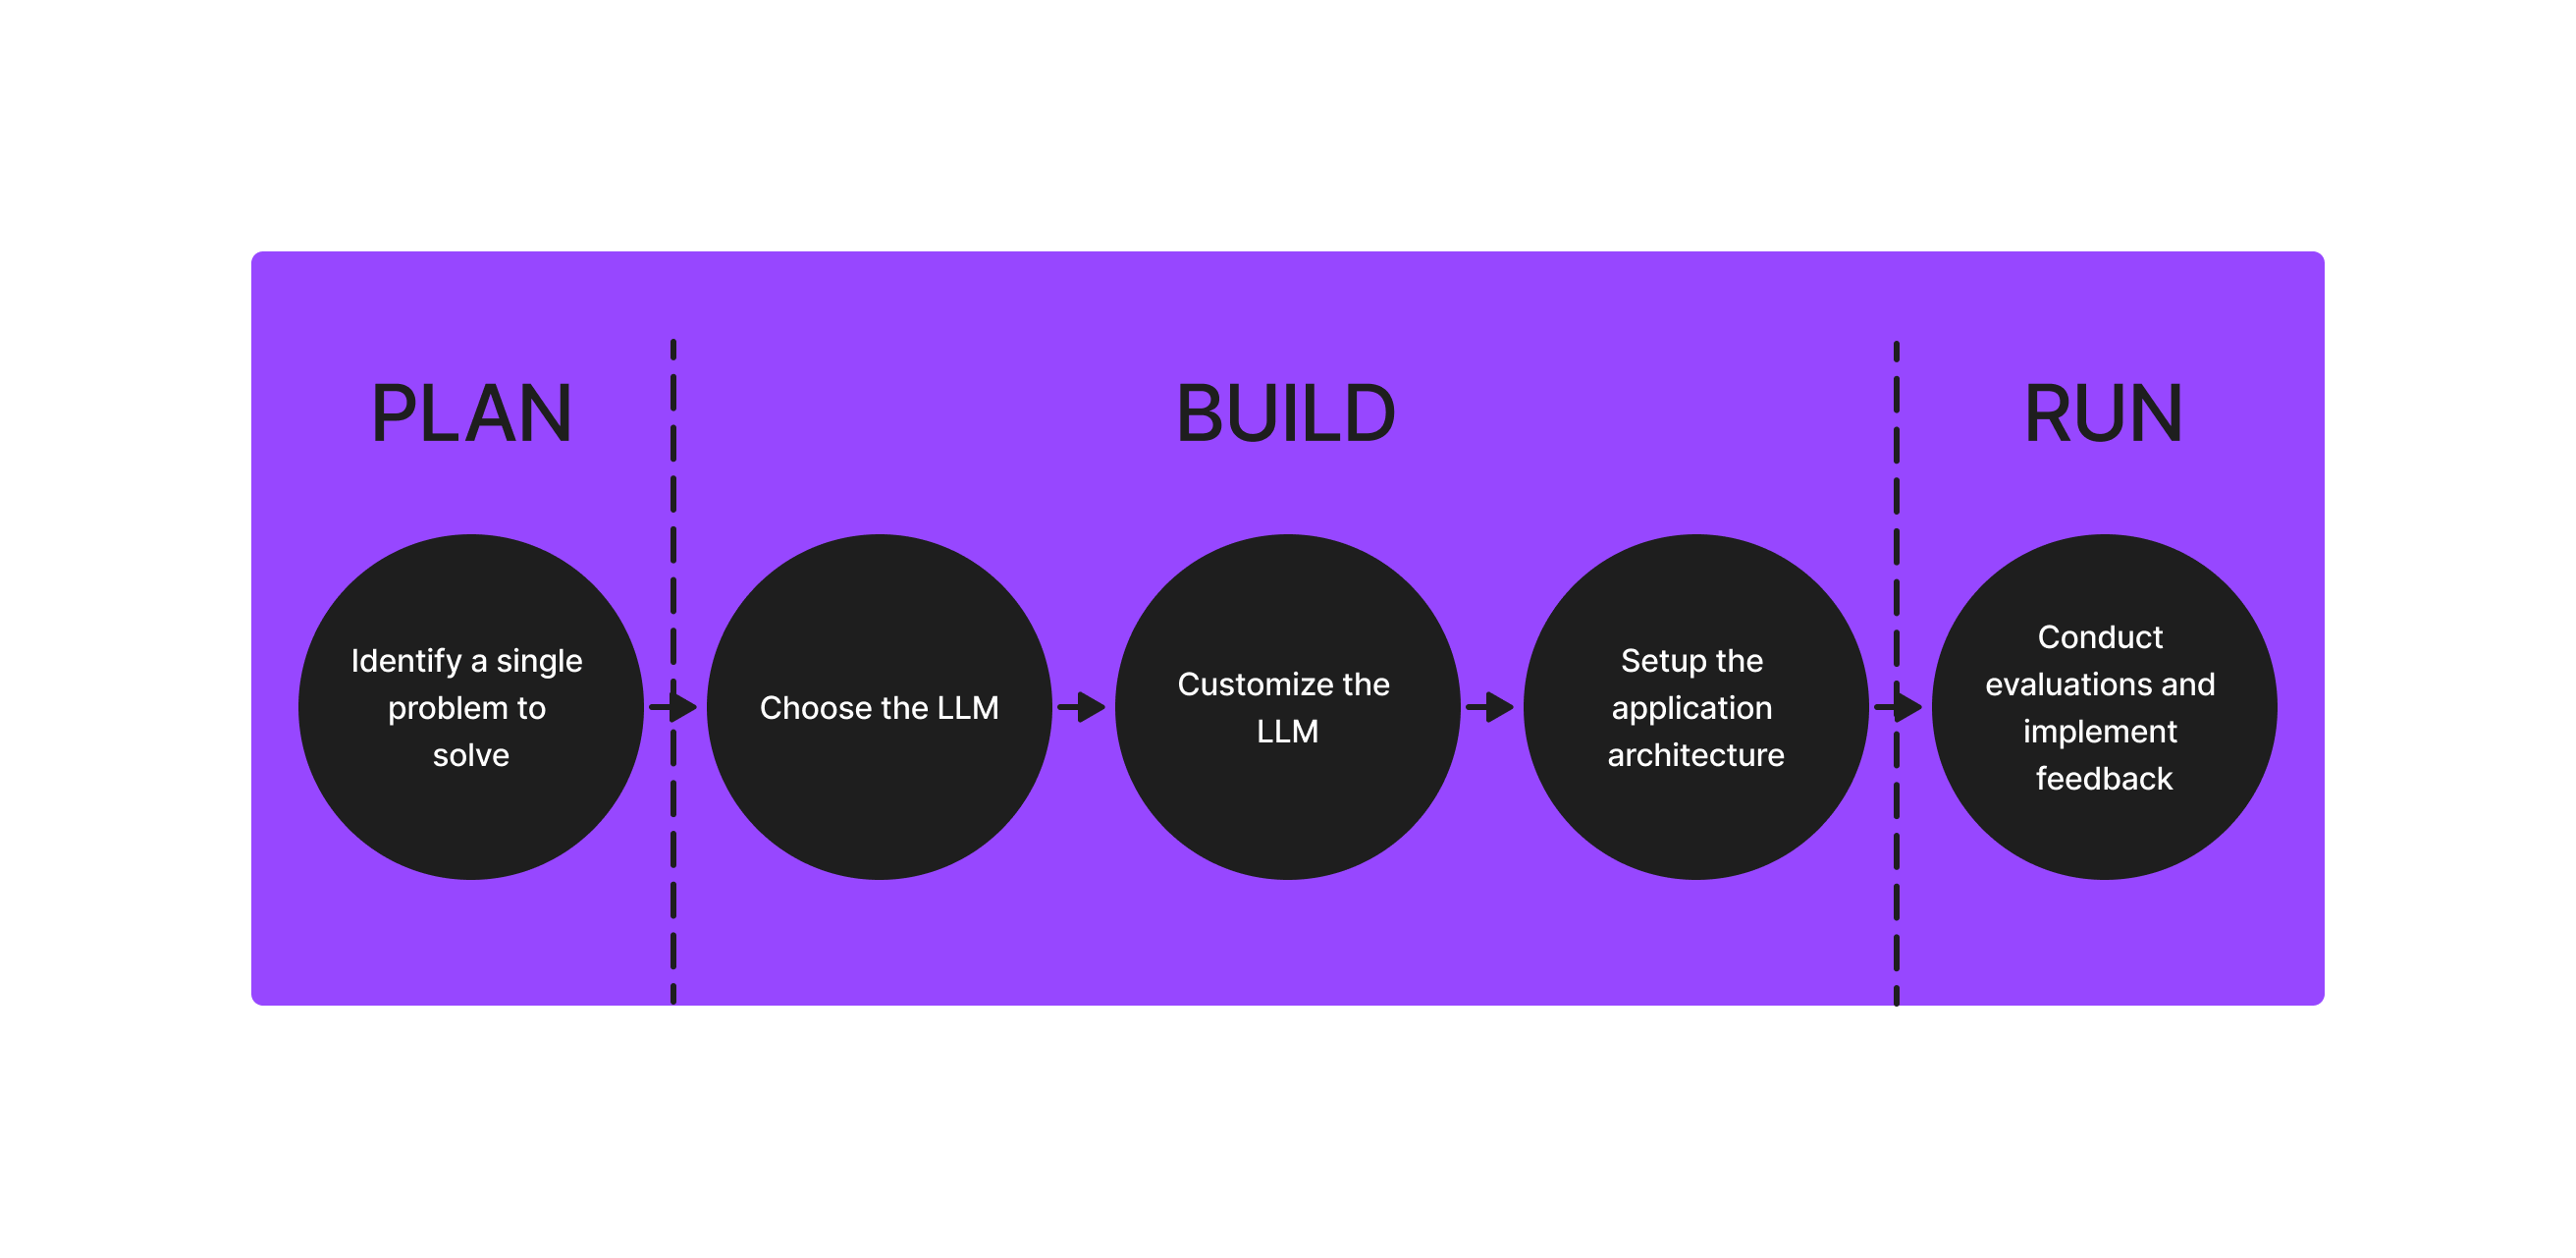 PLAN
BUILD
RUN
Identify a single
problem to
solve
Choose the LLM
Customize the
LLM
Setup the
application
architecture
Conduct
evaluations and
implement
feedback